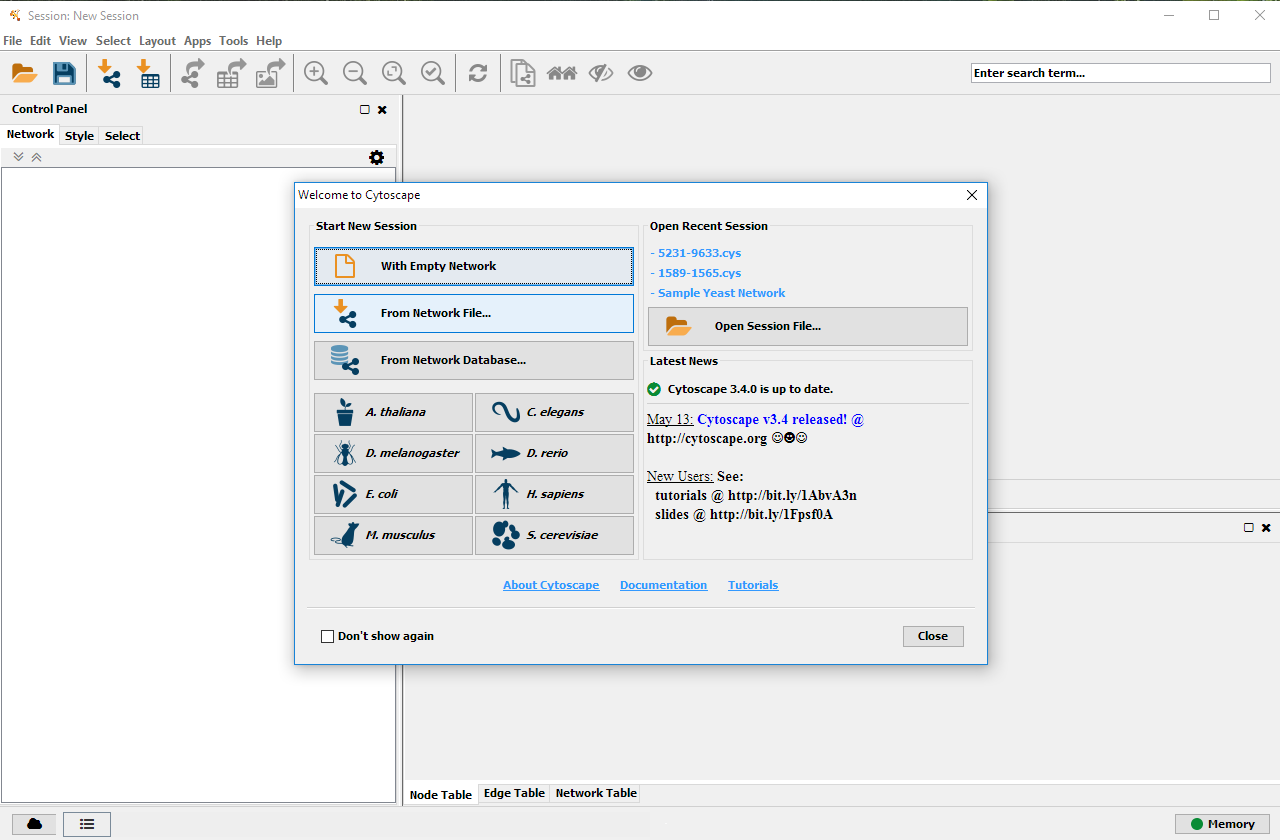 Session: New Session
File Edit View Select Layout Apps Tools Help
Enter search term...
Control Panel
Network Style Select
Welcome to Cytoscape
Start New Session
With Empty Network
From Network File...
From Network Database...
A. thaliana
C. elegans
D. melanogaster
D. rerio
E. coli
H. sapiens
M. musculus
S. cerevisiae
Open Recent Session
- 5231-9633.cys
- 1589-1565.cys
- Sample Yeast Network
Open Session File...
Latest News
Cytoscape 3.4.0 is up to date.
May 13: Cytoscape v3.4 released! @
http://cytoscape.org ☺☻☺
New Users: See:
tutorials @ http://bit.ly/1AbvA3n
slides @ http://bit.ly/1Fpsf0A
About Cytoscape Documentation Tutorials
Don't show again
Close
Node Table Edge Table Network Table
Memory